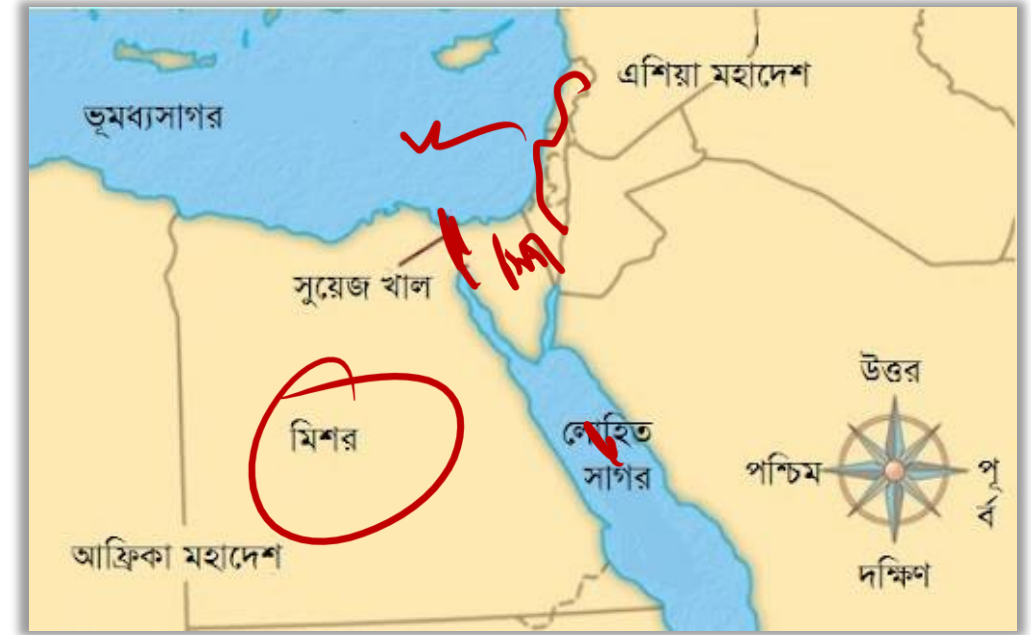 এশিয়া মহাদেশ
ভূমধ্যসাগর
সুয়েজ খাল
উত্তর
মিশর
লোহিত
সাগর
পশ্চিম
পূ
র্ব
আফ্রিকা মহাদেশ
দক্ষিণ